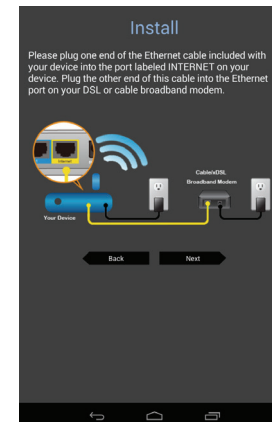 Install
Please plug one end of the Ethernet cable included with
your device into the port labeled INTERNET on your
device. Plug the other end of this cable into the Ethernet
port on your DSL or cable broadband modem.
Internet
Cable/xDSL
Broadband Modem
Your Device
Back
Next